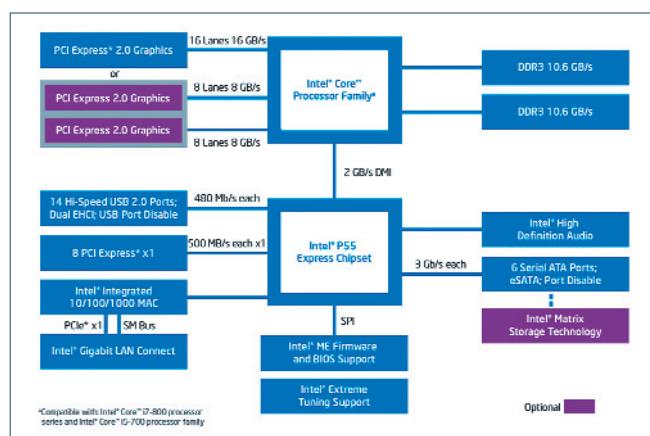 PCI Express* 2.0 Graphics
16 Lanes 16 GB/s
or
PCI Express 2.0 Graphics
8 Lanes 8 GB/s
PCI Express 2.0 Graphics
8 Lanes 8 GB/s
Intel® Core™
Processor Family*
DDR3 10.6 GB/s
DDR3 10.6 GB/s
2 GB/s DMI
14 Hi-Speed USB 2.0 Ports;
Dual EHCI; USB Port Disable
480 Mb/s each
8 PCI Express* x1
500 MB/s each x1
Intel® Integrated
10/100/1000 MAC
PCIe* x1
SM Bus
Intel® Gigabit LAN Connect
Intel® P55
Express Chipset
Intel® High
Definition Audio
3 Gb/s each
6 Serial ATA Ports;
eSATA; Port Disable
Intel® Matrix
Storage Technology
SPI
Intel® ME Firmware
and BIOS Support
Intel® Extreme
Tuning Support
*Compatible with: Intel® Core™ i7-800 processor
series and Intel® Core™ i5-700 processor family
Optional